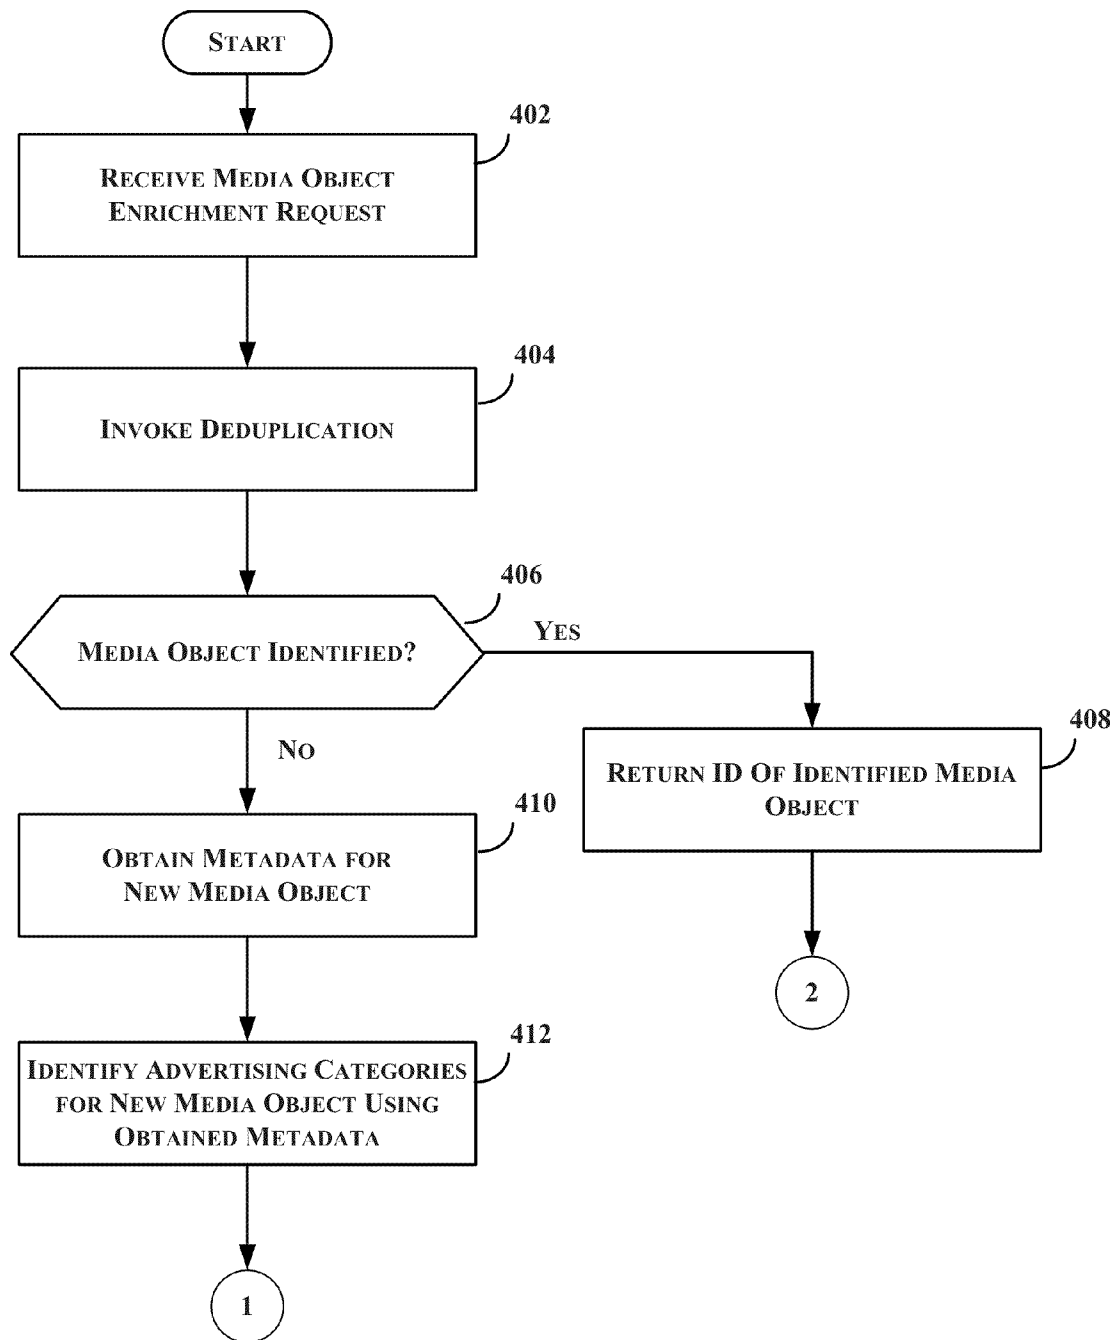 START
402
RECEIVE MEDIA OBJECT
ENRICHMENT REQUEST
404
INVOKE DEDUPLICATION
406
MEDIA OBJECT IDENTIFIED?
YES
NO
408
RETURN ID OF IDENTIFIED MEDIA
OBJECT
410
OBTAIN METADATA FOR
NEW MEDIA OBJECT
2
412
IDENTIFY ADVERTISING CATEGORIES
FOR NEW MEDIA OBJECT USING
OBTAINED METADATA
1